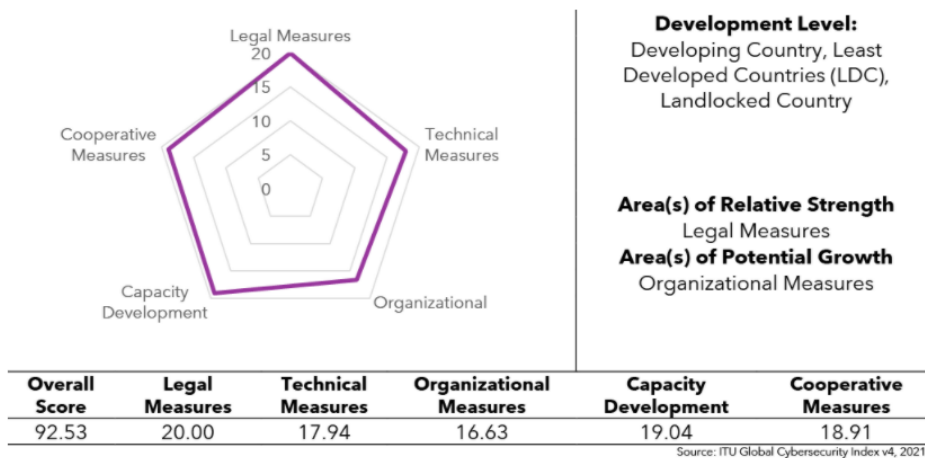 Legal Measures
20
15
10
5
0
Technical
Measures
Organizational
Capacity
Development
Cooperative
Measures
Development Level:
Developing Country, Least
Developed Countries (LDC),
Landlocked Country
Area(s) of Relative Strength
Legal Measures
Area(s) of Potential Growth
Organizational Measures
Overall Score Legal Measures Technical Measures Organizational Measures Capacity Development Cooperative Measures
92.53 20.00 17.94 16.63 19.04 18.91
Source: ITU Global Cybersecurity Index v4, 2021